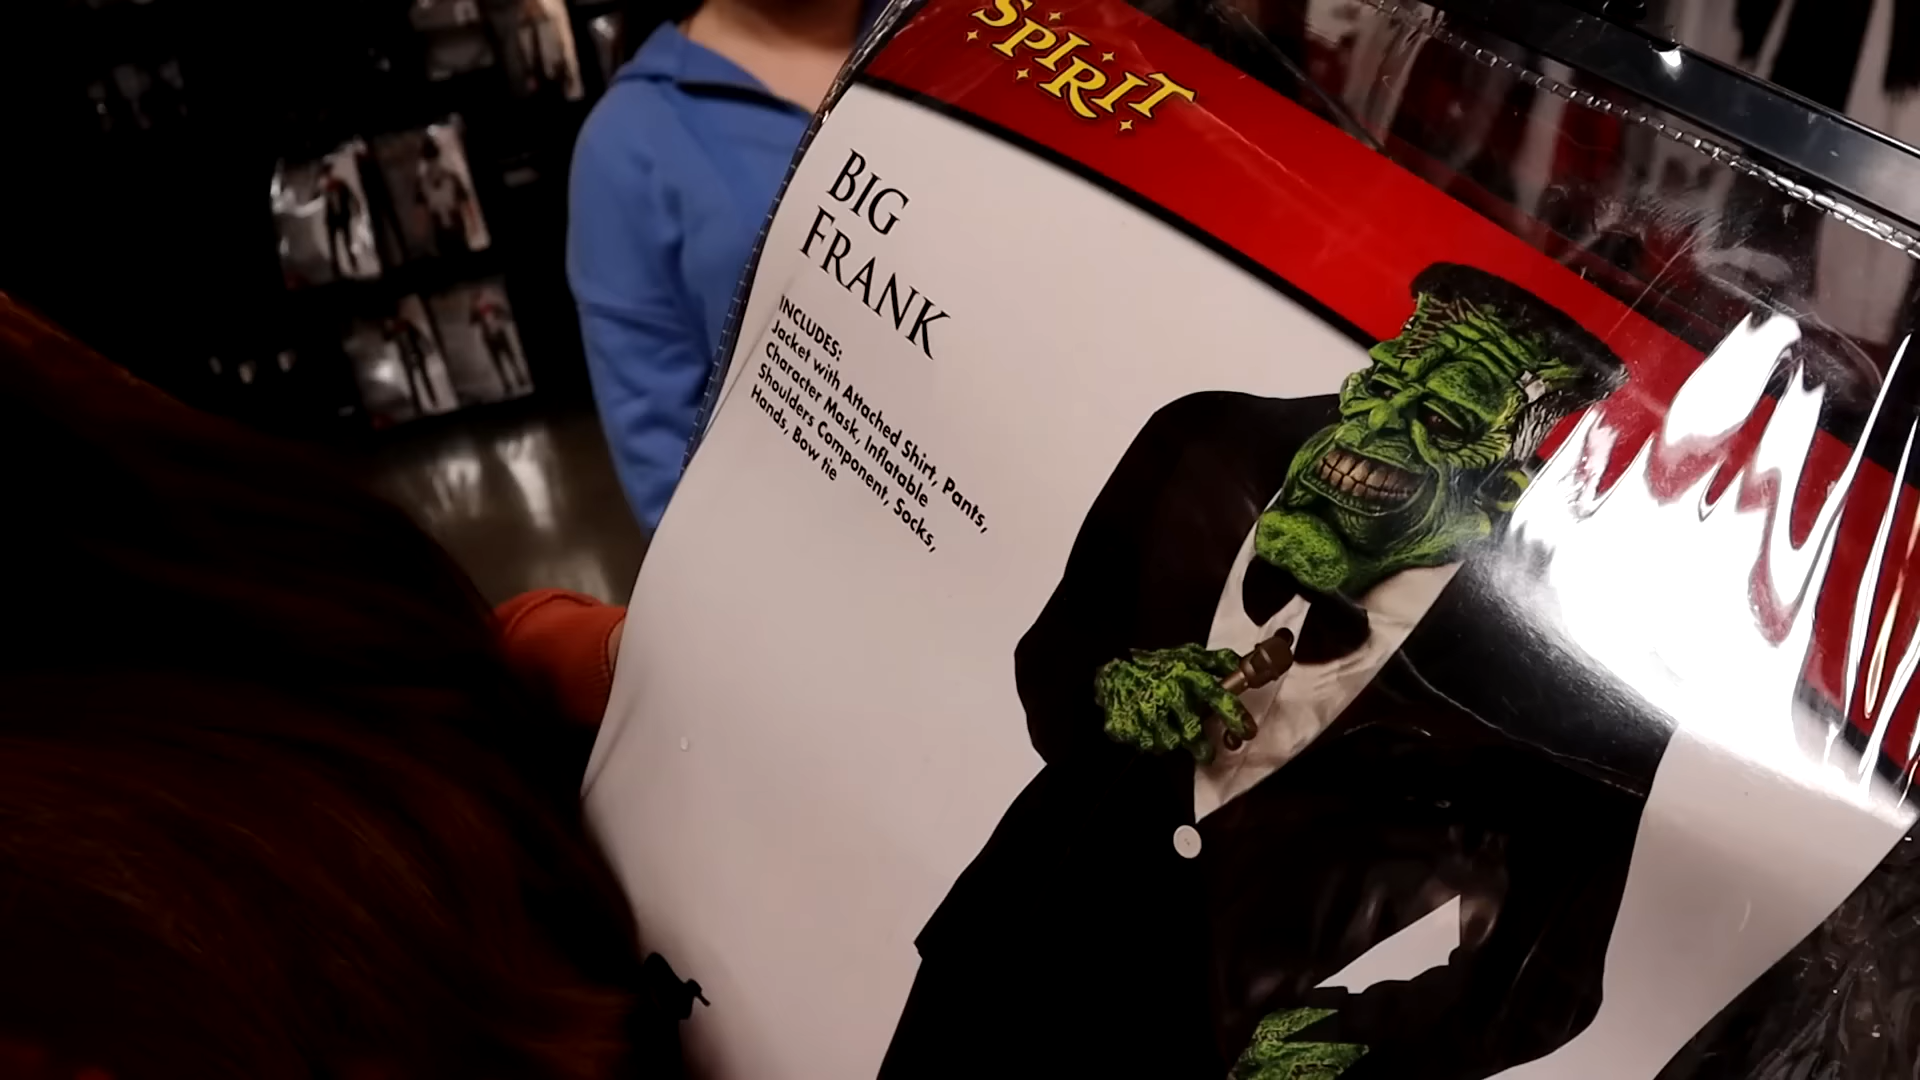 SPIRIT
BIG
FRANK
INCLUDES:
Jacket with Attached Shirt, Pants,
Character Mask, Inflatable
Shoulders Component, Socks,
Hands, Bow tie